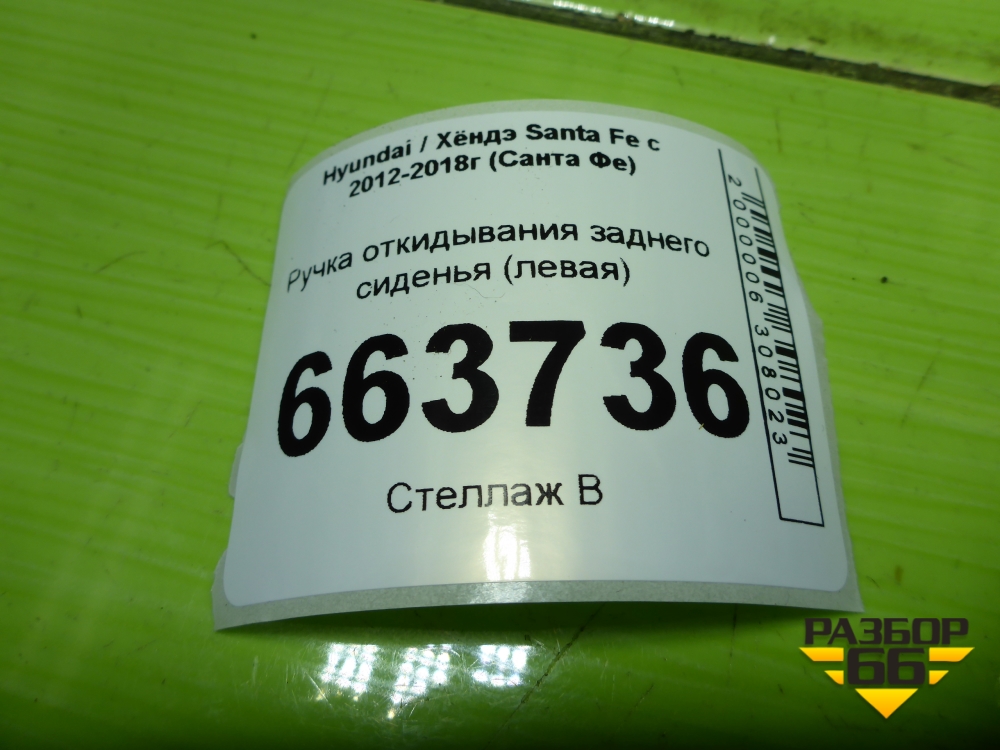 Hyundai / Хёндэ Santa Fe с
2012-2018г (Санта Фе)
Ручка откидывания заднего
сиденья (левая)
663736
Стеллаж В
2000006308023
РАЗБОР
66